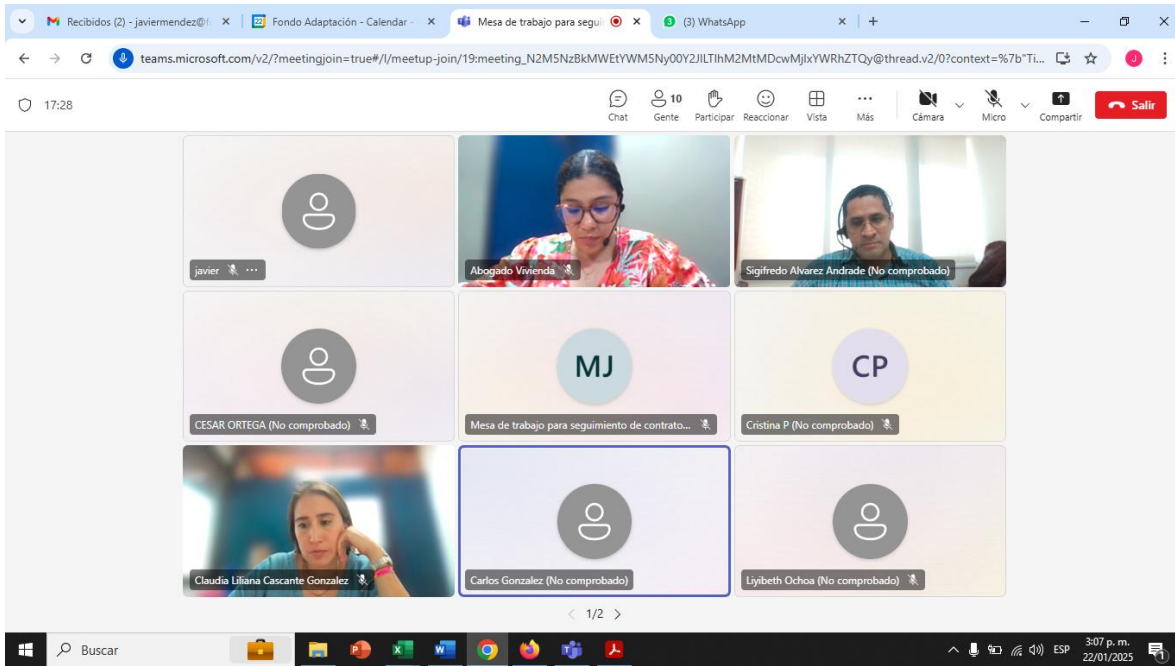 Recibidos (2) - javiermendez@f
22
Fondo Adaptación - Calendar -
Mesa de trabajo para segui
3
(3) WhatsApp
teams.microsoft.com/v2/?meetingjoin=true#/l/meetup-join/19:meeting_N2M5NzBkMWEtYWM5Ny00Y2JlLTlhM2MtMDcwMjIxYWRhZTQy@thread.v2/0?context=%7b"Ti...
J
17:28
Chat
10
Gente
Participar
Reaccionar
Vista
Más
Cámara
Micro
Compartir
Salir
javier
Abogado Vivienda
Sigifredo Alvarez Andrade (No comprobado)
MJ
CP
CESAR ORTEGA (No comprobado)
Mesa de trabajo para seguimiento de contrato...
Cristina P (No comprobado)
Claudia Liliana Cascante Gonzalez
Carlos Gonzalez (No comprobado)
Liyibeth Ochoa (No comprobado)
1/2
Buscar
ESP
3:07 p. m.
22/01/2025